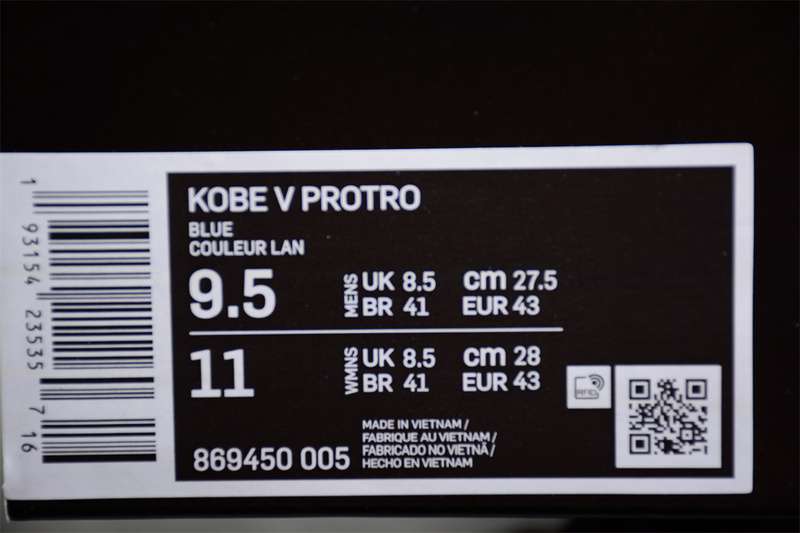 KOBE V PROTRO
BLUE
COULEUR LAN
9.5 MENS UK 8.5 cm 27.5
BR 41 EUR 43
11 WMNS UK 8.5 cm 28
BR 41 EUR 43
869450 005
MADE IN VIETNAM /
FABRIQUE AU VIETNAM /
FABRICADO NO VIETNÃ /
HECHO EN VIETNAM
RFID
1 93154 23535 7 16